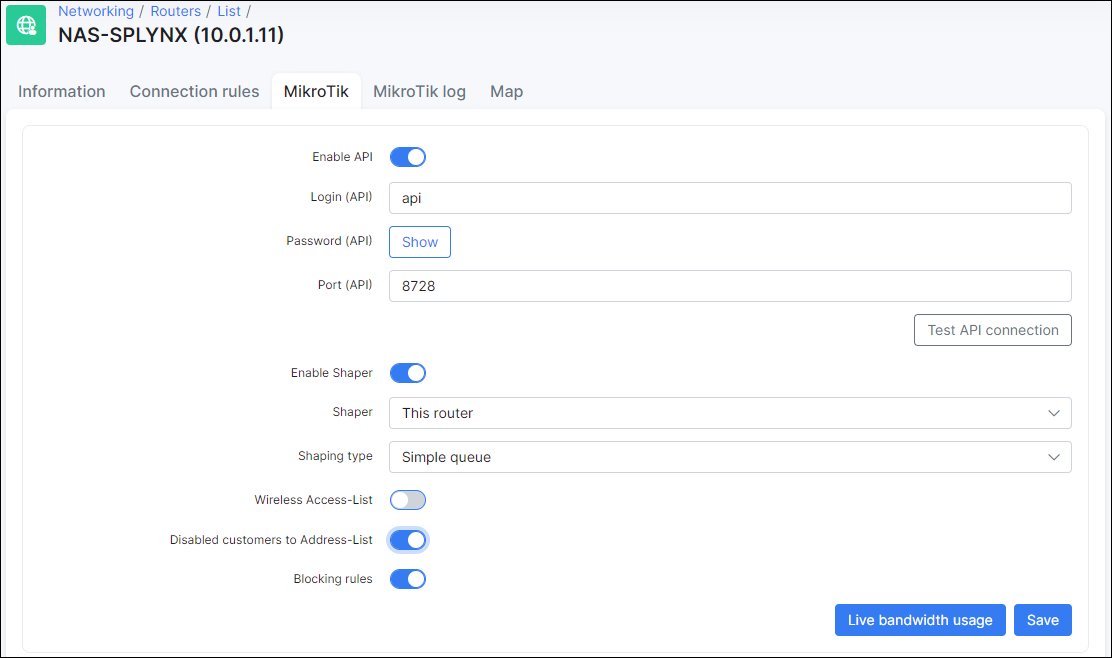 Networking / Routers / List /
NAS-SPLYNX (10.0.1.11)
Information Connection rules MikroTik MikroTik log Map
Enable API
Login (API) api
Password (API) Show
Port (API) 8728
Test API connection
Enable Shaper
Shaper This router
Shaping type Simple queue
Wireless Access-List
Disabled customers to Address-List
Blocking rules
Live bandwidth usage Save